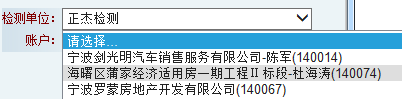 检测单位: 正杰检测
账户: 请选择...
宁波剑光明汽车销售服务有限公司-陈军(140014)
海曙区蒲家经济适用房一期工程Ⅱ标段-杜海涛(140074)
宁波罗蒙房地产开发有限公司(140067)